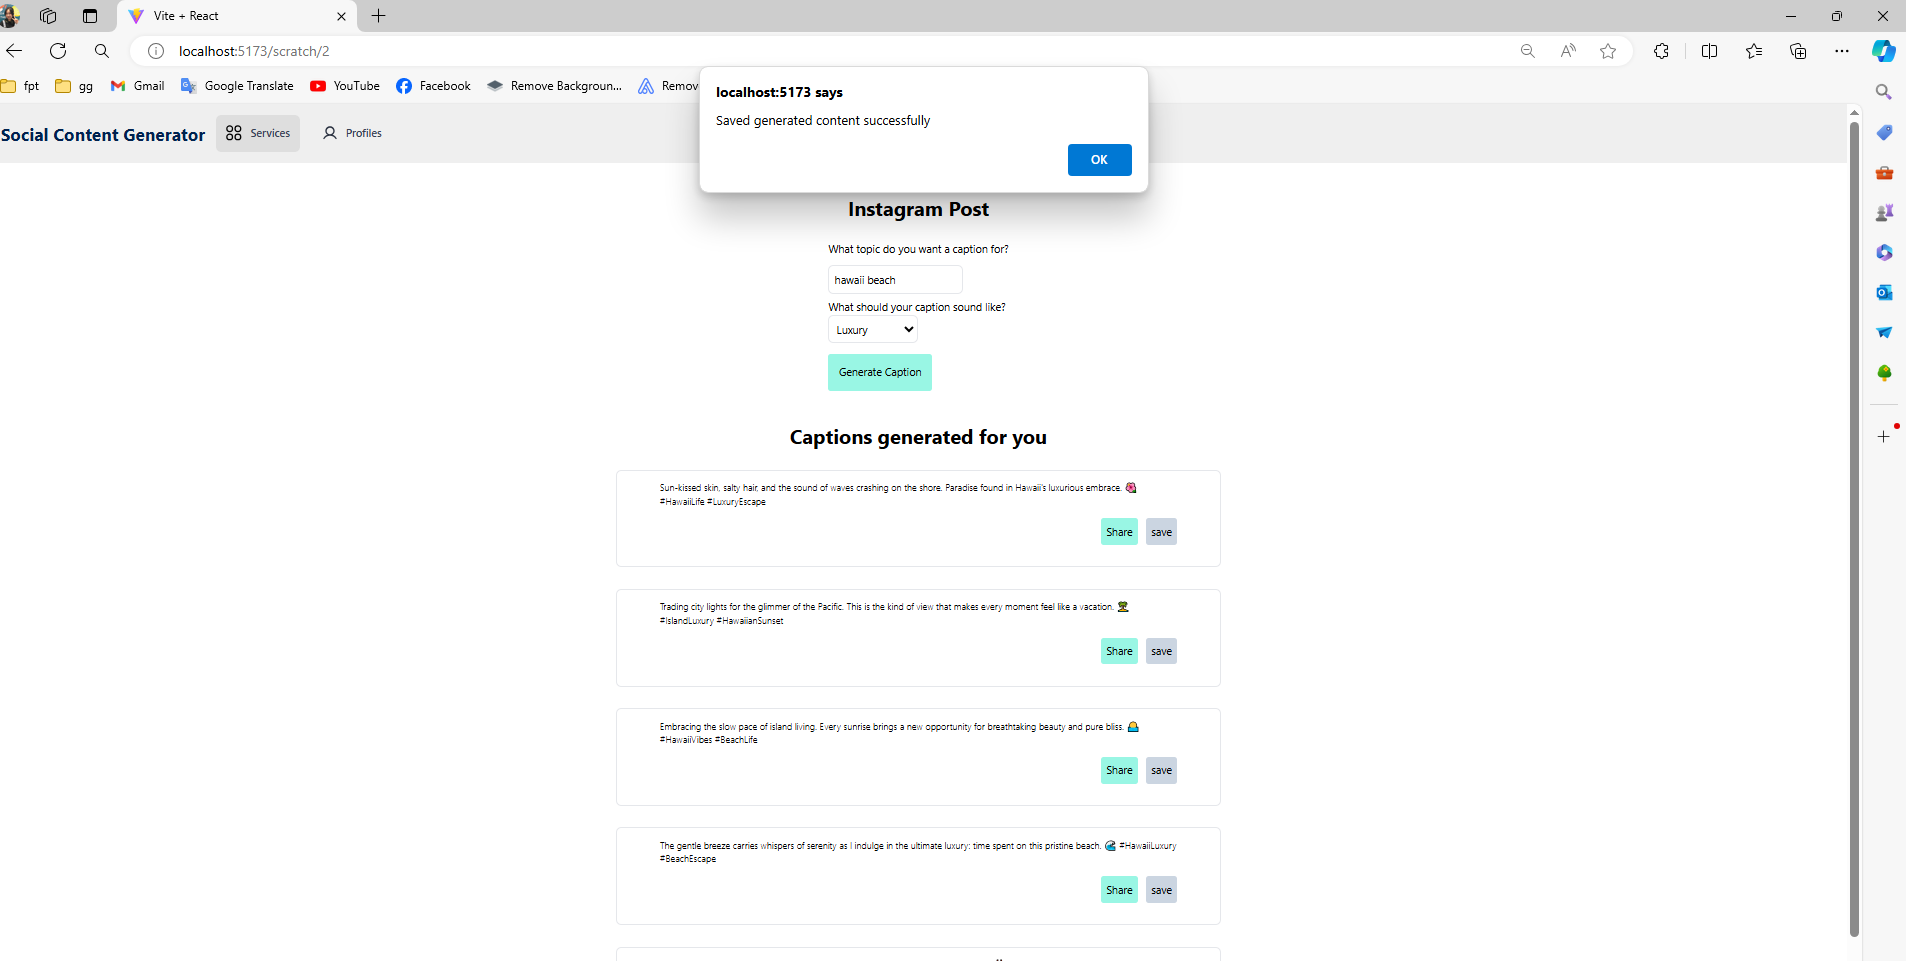 Vite + React
localhost:5173/scratch/2
fpt
gg
Gmail
Google Translate
YouTube
Facebook
Remove Backgroun...
Remov
localhost:5173 says
Saved generated content successfully
OK
Social Content Generator
Services
Profiles
Instagram Post
What topic do you want a caption for?
hawaii beach
What should your caption sound like?
Luxury
Generate Caption
Captions generated for you
Sun-kissed skin, salty hair, and the sound of waves crashing on the shore. Paradise found in Hawaii's luxurious embrace. 🌺
#HawaiiLife #LuxuryEscape
Share save
Trading city lights for the glimmer of the Pacific. This is the kind of view that makes every moment feel like a vacation. 🌴
#IslandLuxury #HawaiianSunset
Share save
Embracing the slow pace of island living. Every sunrise brings a new opportunity for breathtaking beauty and pure bliss. 🌅
#HawaiiVibes #BeachLife
Share save
The gentle breeze carries whispers of serenity as I indulge in the ultimate luxury: time spent on this pristine beach. 🌊 #HawaiiLuxury
#BeachEscape
Share save